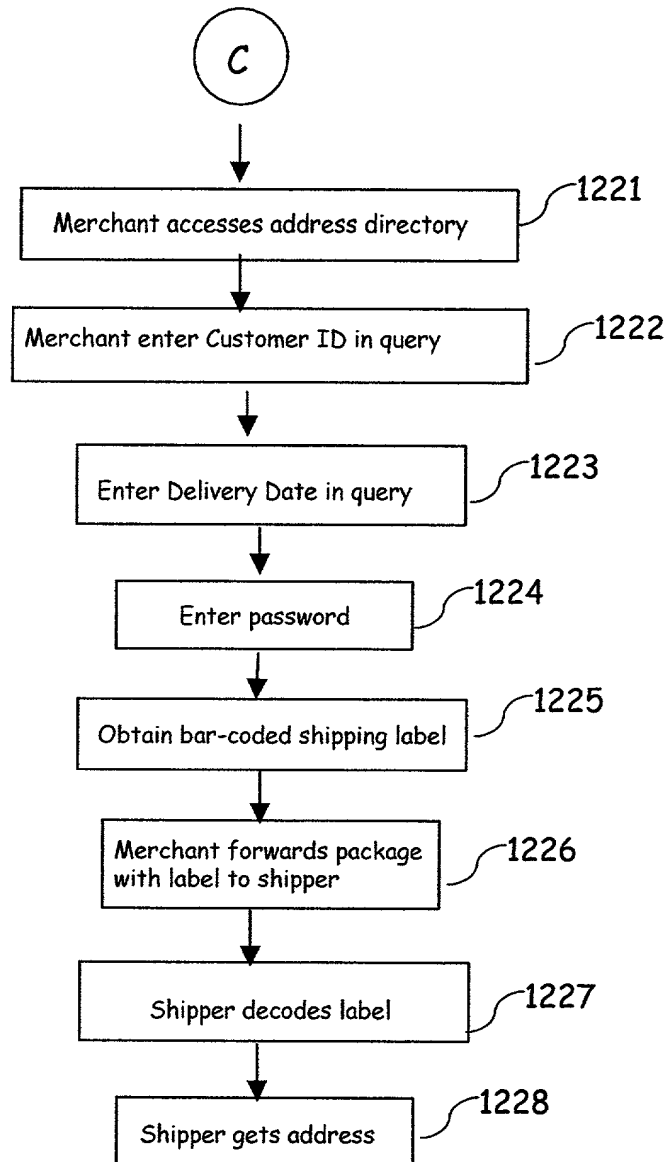 C
Merchant accesses address directory
1221
Merchant enter Customer ID in query
1222
Enter Delivery Date in query
1223
Enter password
1224
Obtain bar-coded shipping label
1225
Merchant forwards package
with label to shipper
1226
Shipper decodes label
1227
Shipper gets address
1228